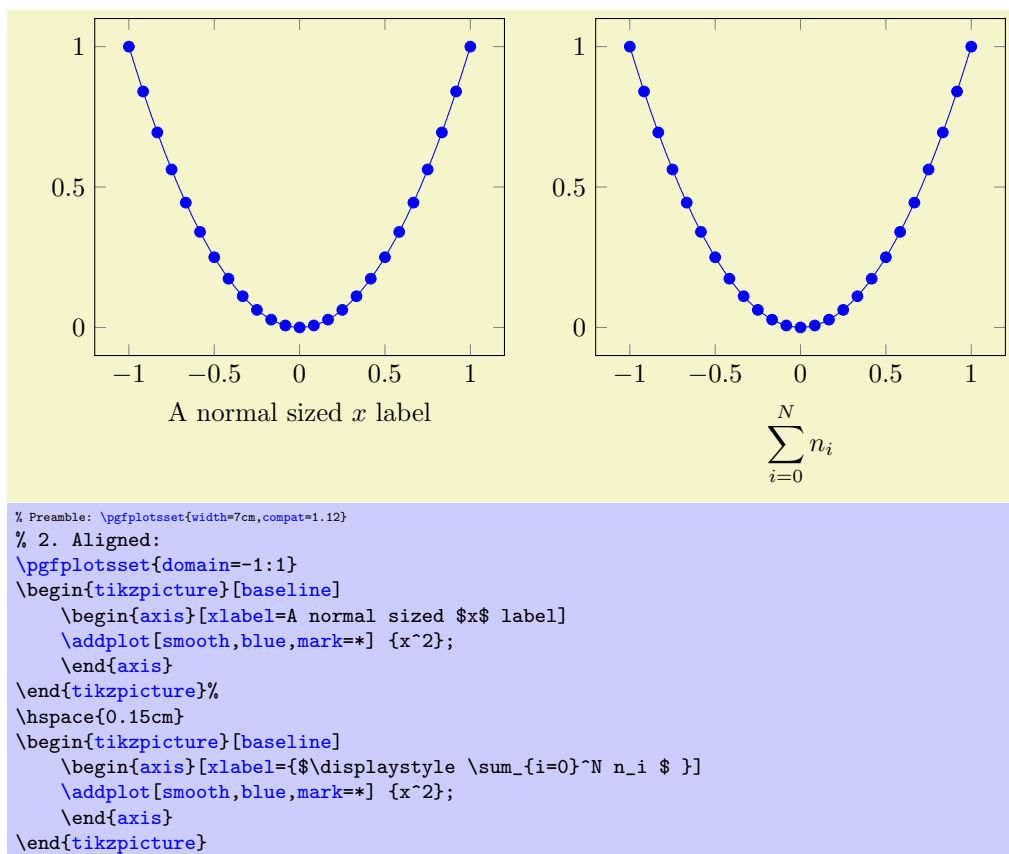 1
0.5
0
−1 −0.5 0 0.5 1
A normal sized x label
1
0.5
0
−1 −0.5 0 0.5 1
N
∑ n_i
i=0
% Preamble: \pgfplotsset{width=7cm,compat=1.12}
% 2. Aligned:
\pgfplotsset{domain=-1:1}
\begin{tikzpicture}[baseline]
    \begin{axis}[xlabel=A normal sized $x$ label]
    \addplot[smooth,blue,mark=*] {x^2};
    \end{axis}
\end{tikzpicture}%
\hspace{0.15cm}
\begin{tikzpicture}[baseline]
    \begin{axis}[xlabel={$\displaystyle \sum_{i=0}^N n_i $ }]
    \addplot[smooth,blue,mark=*] {x^2};
    \end{axis}
\end{tikzpicture}